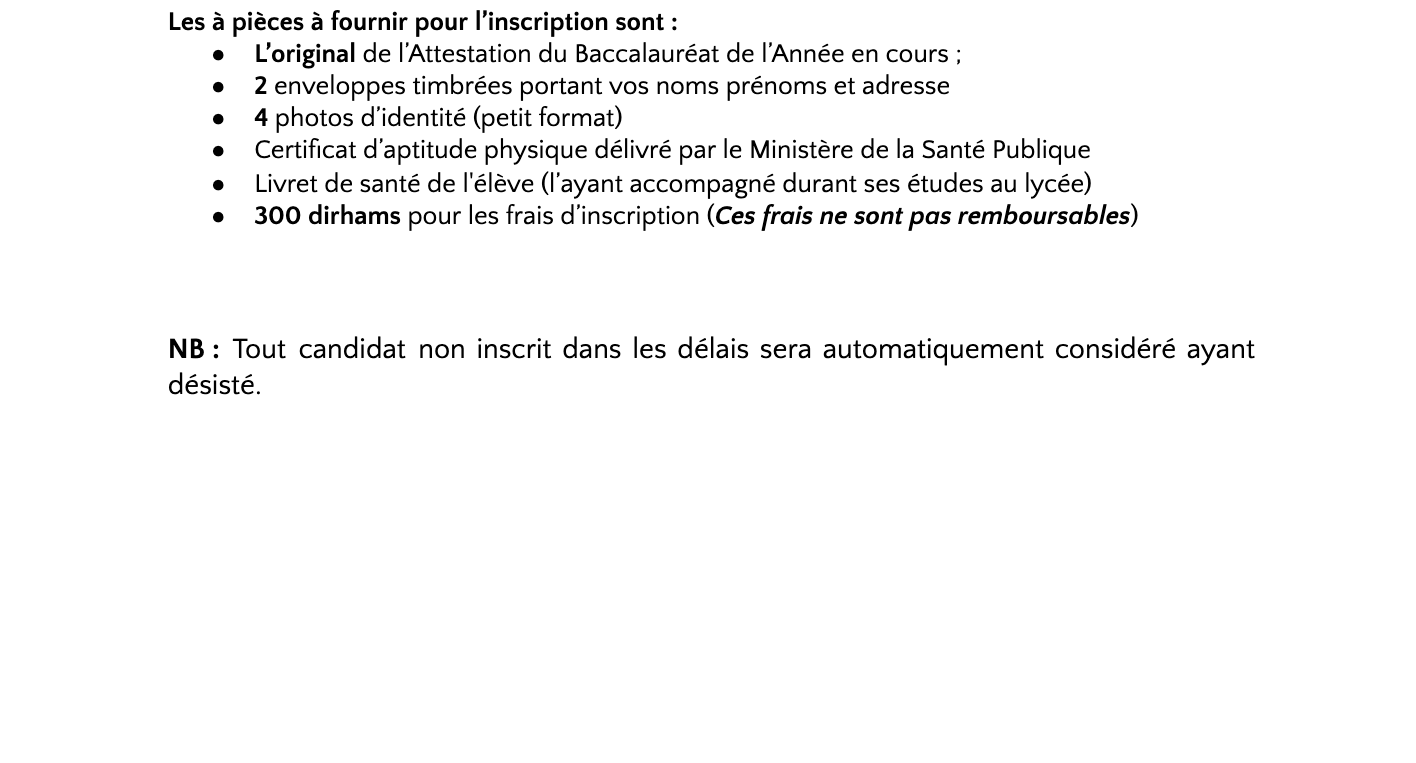 Les à pièces à fournir pour l’inscription sont :
● L’original de l’Attestation du Baccalauréat de l’Année en cours ;
● 2 enveloppes timbrées portant vos noms prénoms et adresse
● 4 photos d’identité (petit format)
● Certificat d’aptitude physique délivré par le Ministère de la Santé Publique
● Livret de santé de l'élève (l’ayant accompagné durant ses études au lycée)
● 300 dirhams pour les frais d’inscription (Ces frais ne sont pas remboursables)
NB : Tout candidat non inscrit dans les délais sera automatiquement considéré ayant
désisté.